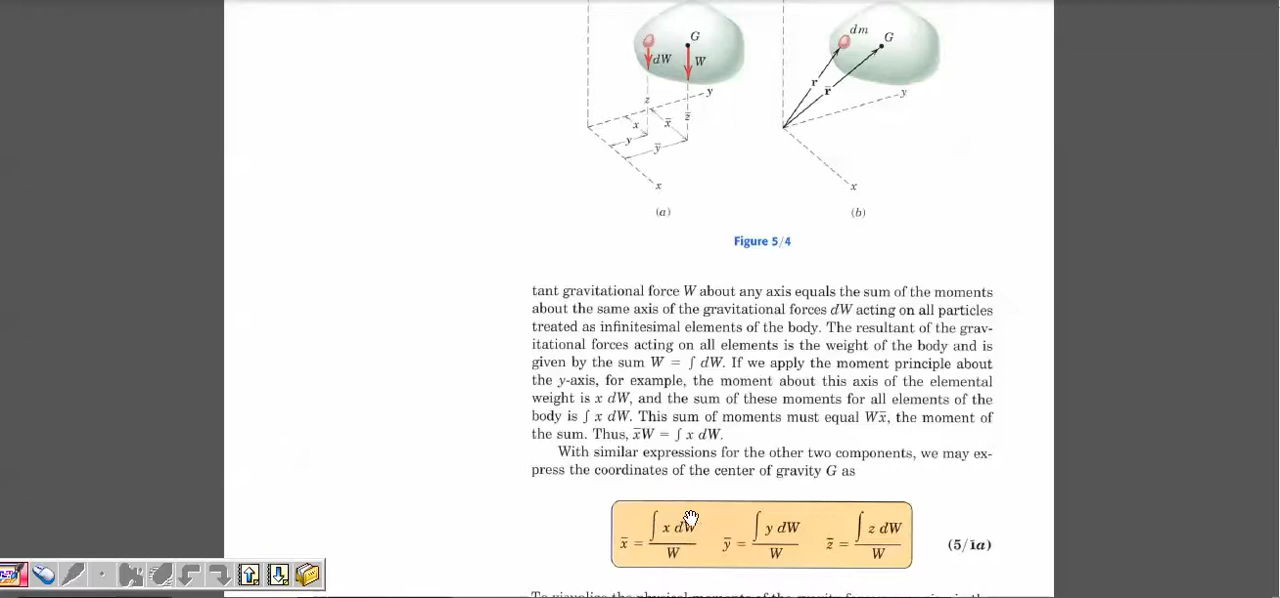 dm
G
G
dW
W
r
r̄
y
y
z
z̄
x
x̄
y
ȳ
x
x
(a)
(b)
Figure 5/4
tant gravitational force W about any axis equals the sum of the moments
about the same axis of the gravitational forces dW acting on all particles
treated as infinitesimal elements of the body. The resultant of the grav-
itational forces acting on all elements is the weight of the body and is
given by the sum W = ∫ dW. If we apply the moment principle about
the y-axis, for example, the moment about this axis of the elemental
weight is x dW, and the sum of these moments for all elements of the
body is ∫ x dW. This sum of moments must equal Wx̄, the moment of
the sum. Thus, x̄W = ∫ x dW.
With similar expressions for the other two components, we may ex-
press the coordinates of the center of gravity G as
x̄ = ∫ x dW / W ȳ = ∫ y dW / W z̄ = ∫ z dW / W (5/1a)